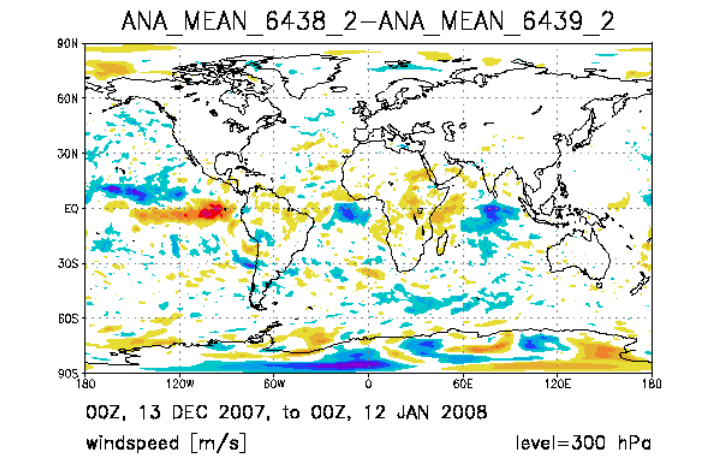 ANA_MEAN_6438_2-ANA_MEAN_6439_2
90N
60N
30N
EQ
30S
60S
90S
180 120W 60W 0 60E 120E 180
00Z, 13 DEC 2007, to 00Z, 12 JAN 2008
windspeed [m/s] level=300 hPa